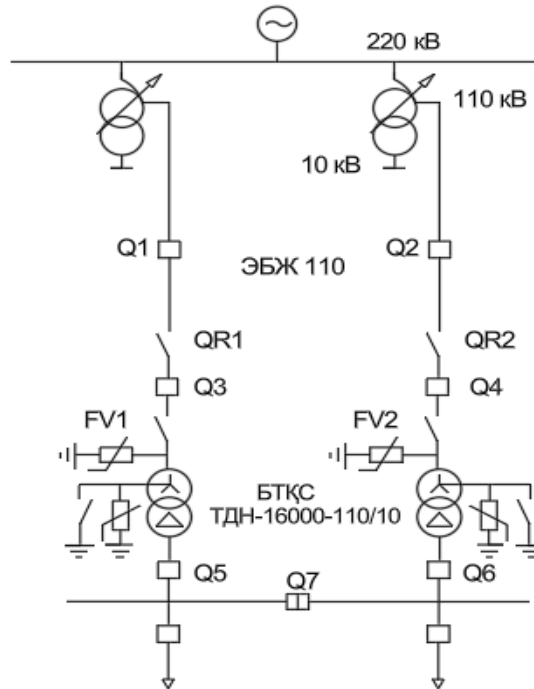 220 кВ
110 кВ
10 кВ
Q1
Q2
ЭБЖ 110
QR1
QR2
Q3
Q4
FV1
FV2
БТҚС
ТДН-16000-110/10
Q5
Q6
Q7